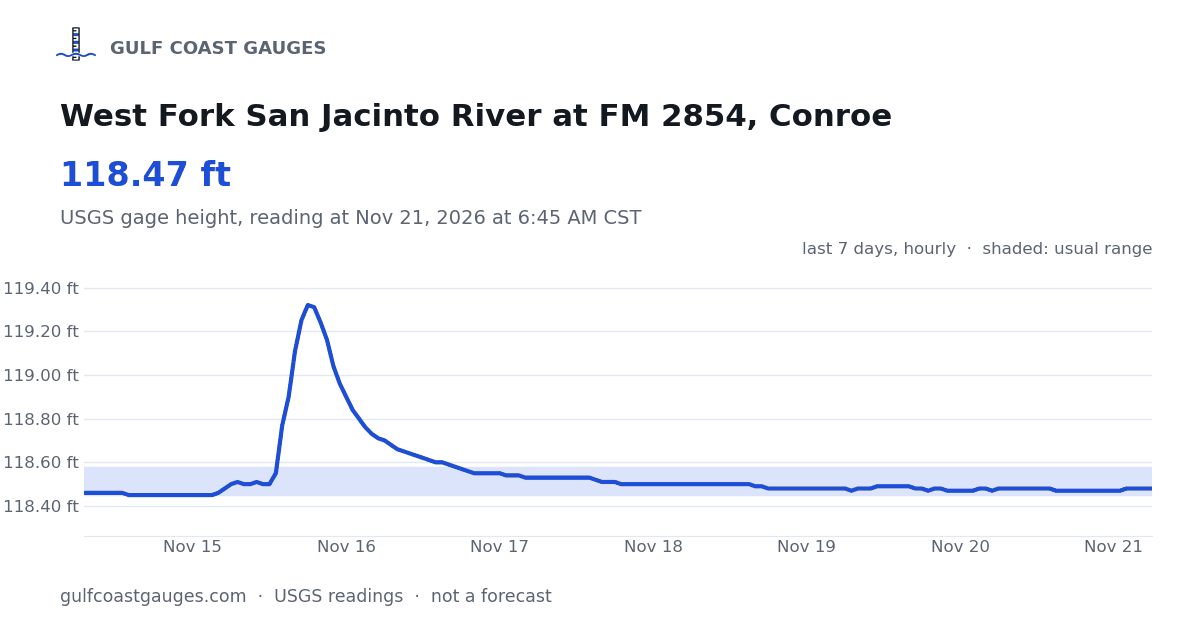 GULF COAST GAUGES
West Fork San Jacinto River at FM 2854, Conroe
118.47 ft
USGS gage height, reading at Nov 21, 2026 at 6:45 AM CST
last 7 days, hourly · shaded: usual range
119.40 ft
119.20 ft
119.00 ft
118.80 ft
118.60 ft
118.40 ft
Nov 15 Nov 16 Nov 17 Nov 18 Nov 19 Nov 20 Nov 21
gulfcoastgauges.com · USGS readings · not a forecast